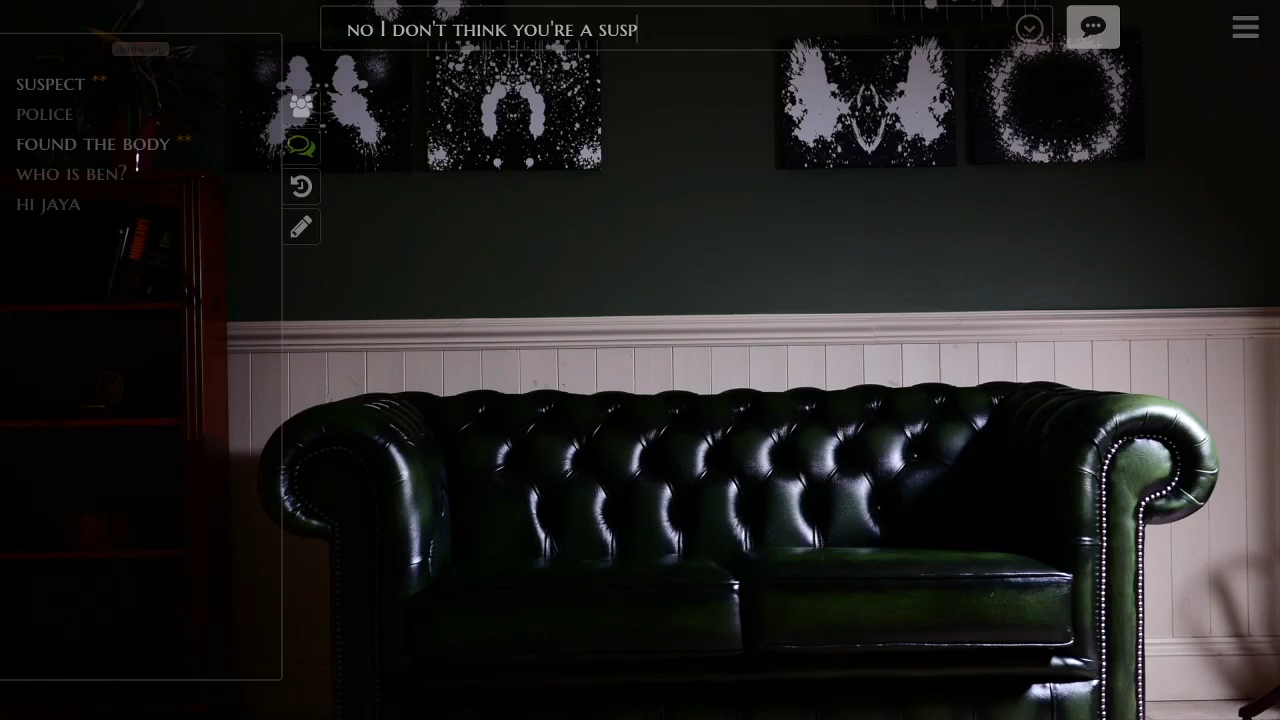 no I don't think you're a susp
suspect **
police
found the body **
who is ben?
hi jaya